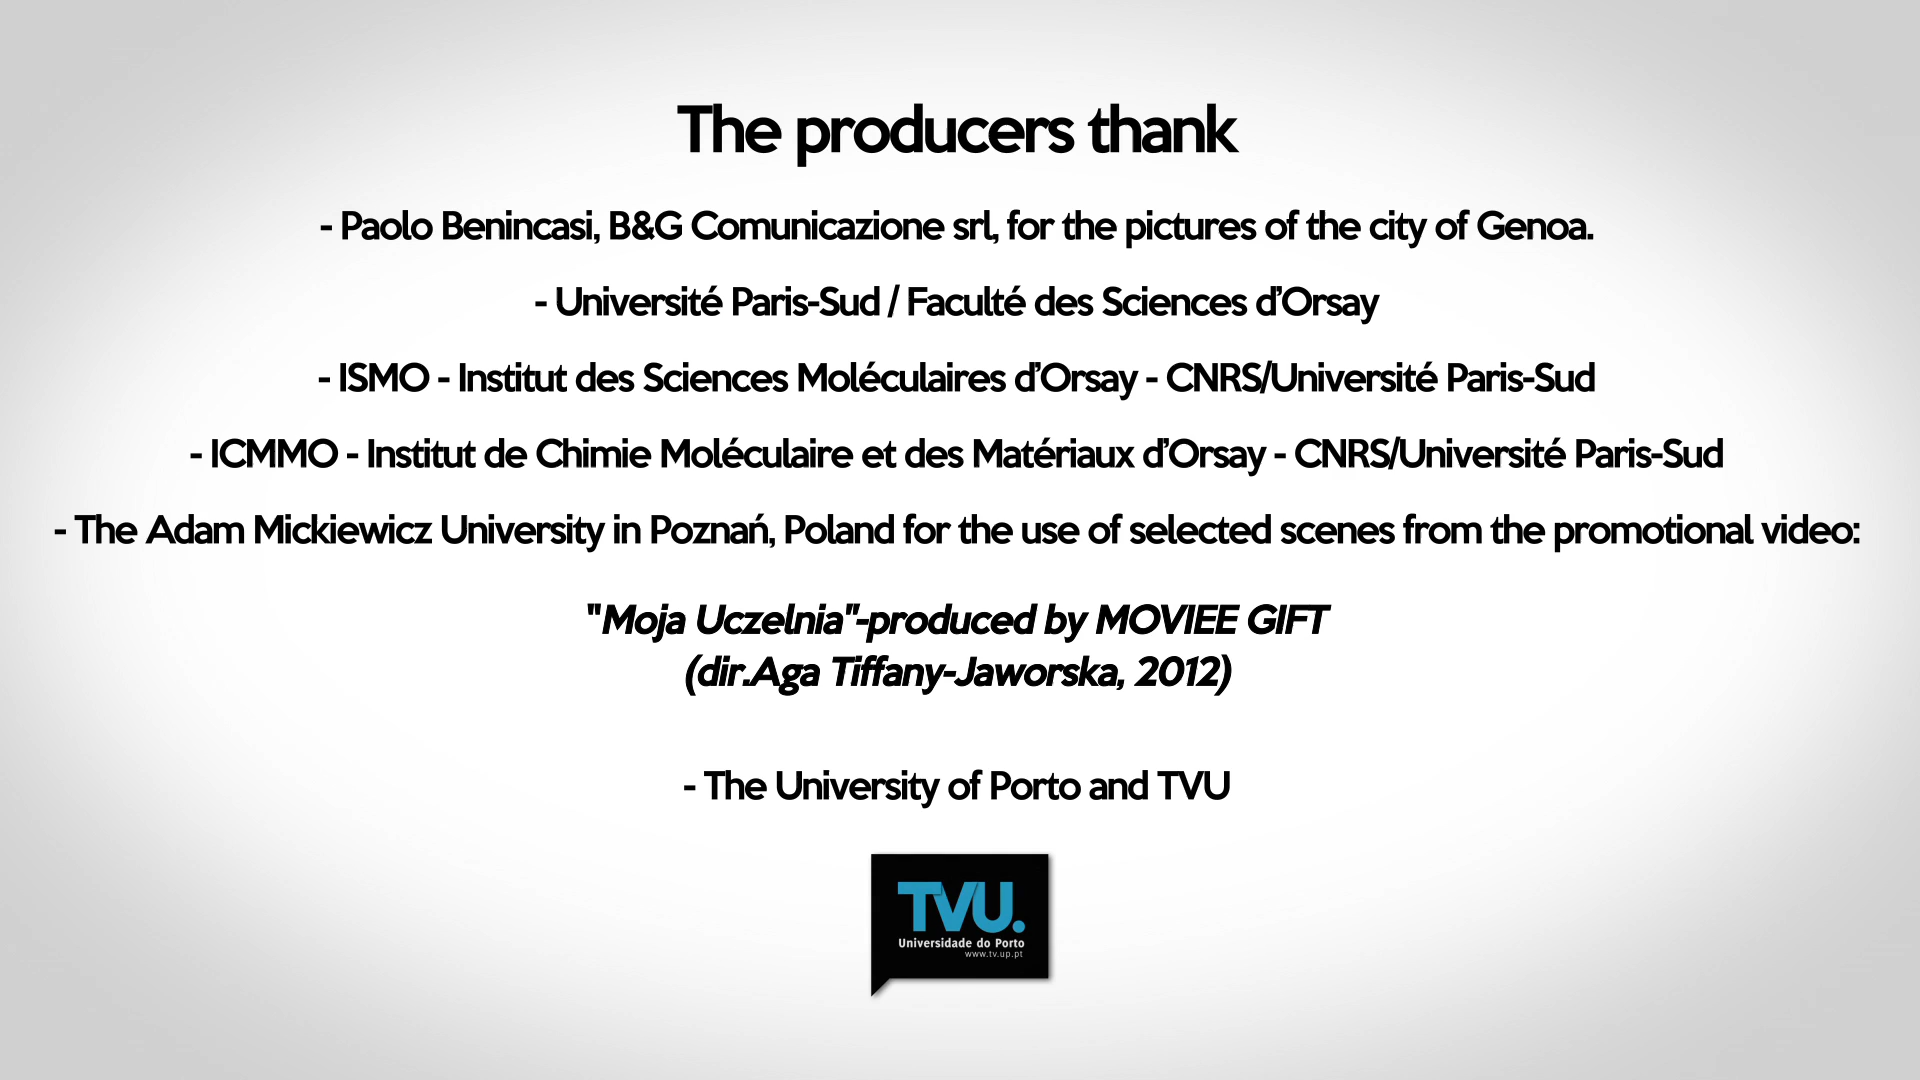 The producers thank
- Paolo Benincasi, B&G Comunicazione srl, for the pictures of the city of Genoa.
- Université Paris-Sud / Faculté des Sciences d’Orsay
- ISMO - Institut des Sciences Moléculaires d’Orsay - CNRS/Université Paris-Sud
- ICMMO - Institut de Chimie Moléculaire et des Matériaux d’Orsay - CNRS/Université Paris-Sud
- The Adam Mickiewicz University in Poznań, Poland for the use of selected scenes from the promotional video:
"Moja Uczelnia"-produced by MOVIEE GIFT
(dir.Aga Tiffany-Jaworska, 2012)
- The University of Porto and TVU
TVU.
Universidade do Porto
www.tv.up.pt